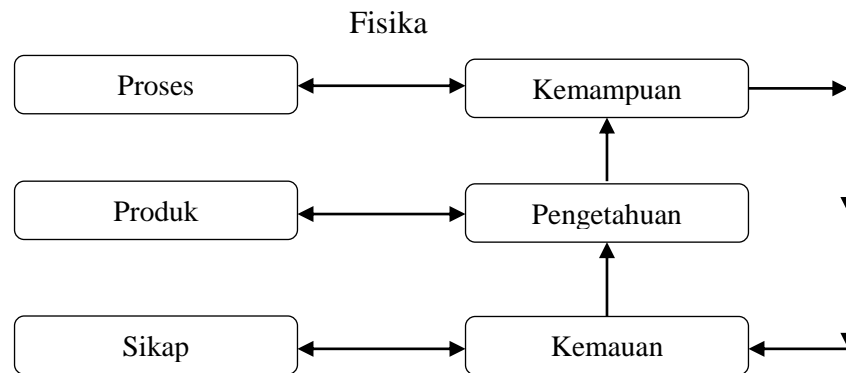 Fisika
Proses
Kemampuan
Produk
Pengetahuan
Sikap
Kemauan